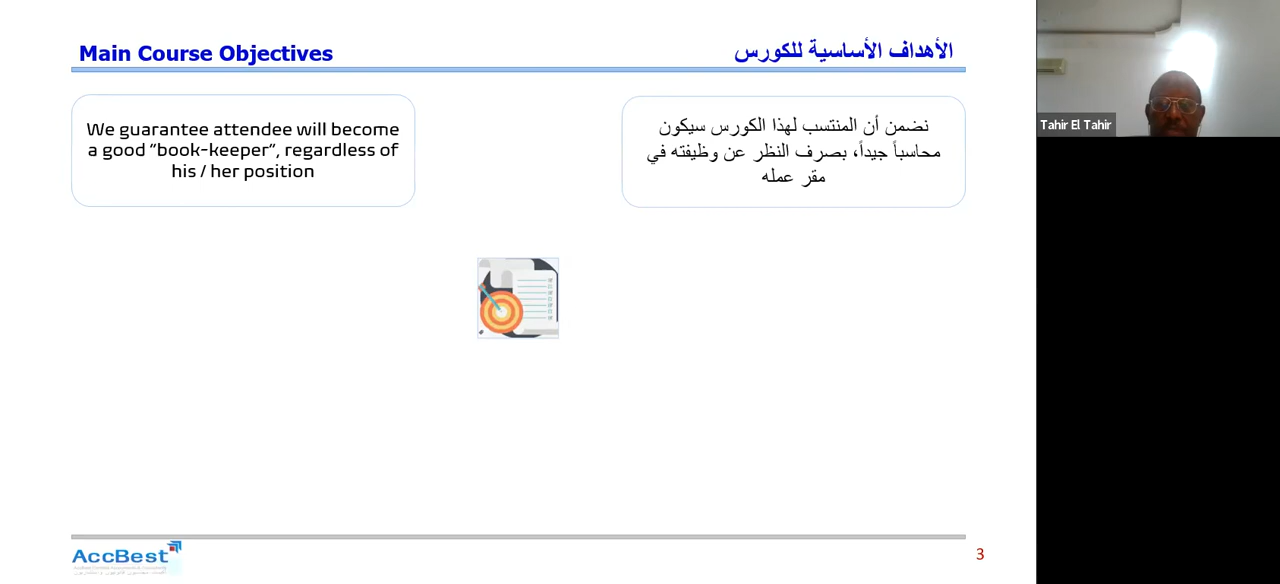 Main Course Objectives
الأهداف الأساسية للكورس
We guarantee attendee will become
a good “book-keeper”, regardless of
his / her position
نضمن أن المنتسب لهذا الكورس سيكون
محاسباً جيداً، بصرف النظر عن وظيفته في
مقر عمله
Tahir El Tahir
AccBest
3